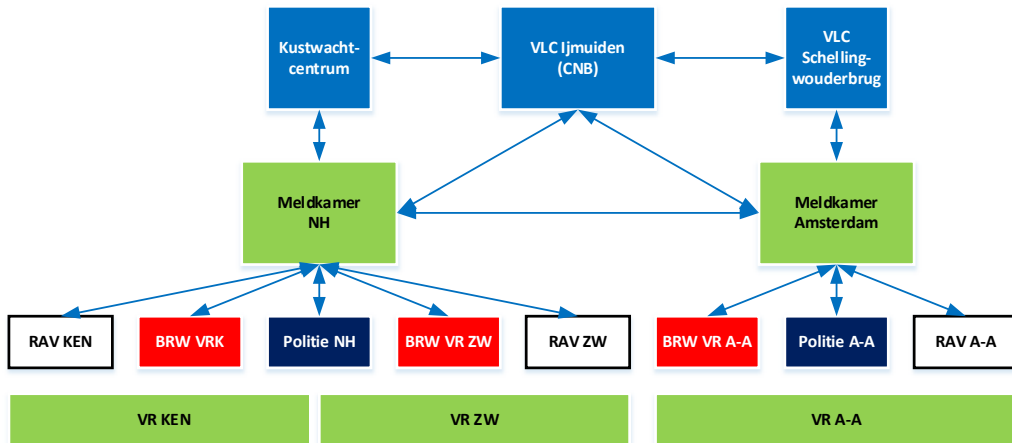 Kustwacht-
centrum
VLC Ijmuiden
(CNB)
VLC
Schelling-
wouderbrug
Meldkamer
NH
Meldkamer
Amsterdam
RAV KEN
BRW VRK
Politie NH
BRW VR ZW
RAV ZW
BRW VR A-A
Politie A-A
RAV A-A
VR KEN
VR ZW
VR A-A